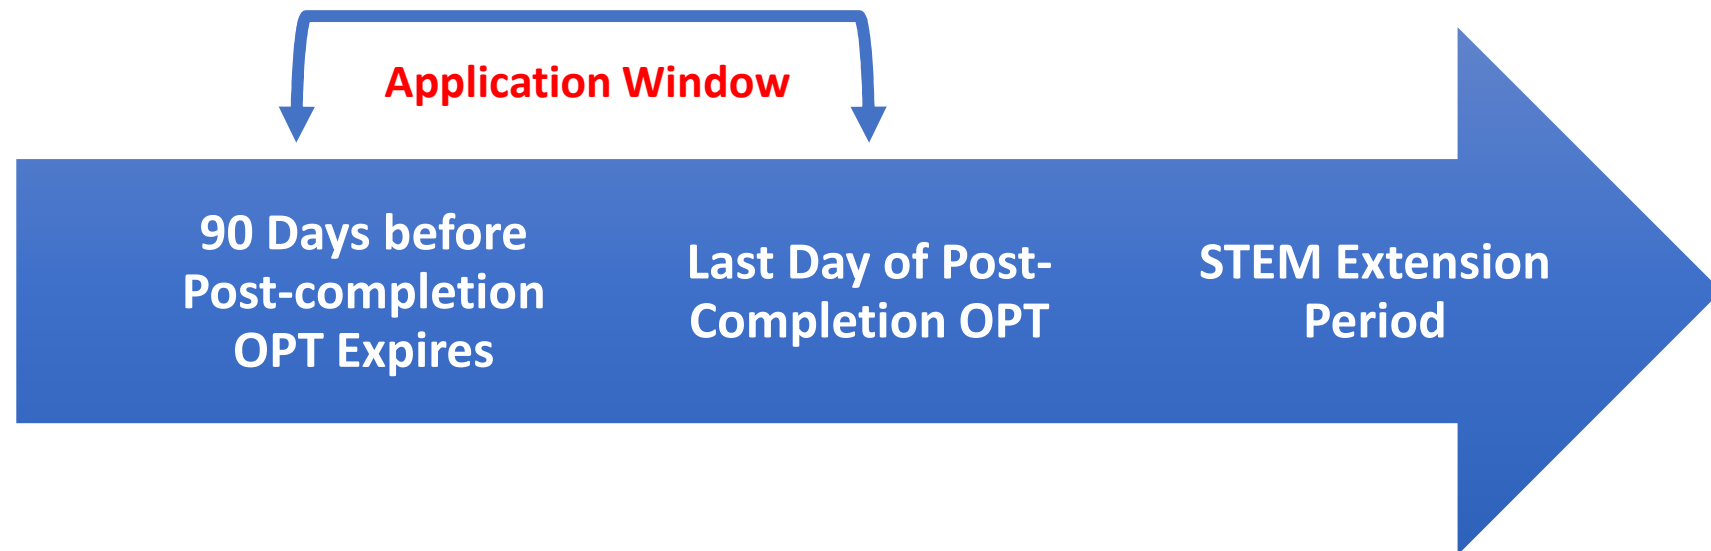 Application Window
90 Days before
Post-completion
OPT Expires
Last Day of Post-
Completion OPT
STEM Extension
Period